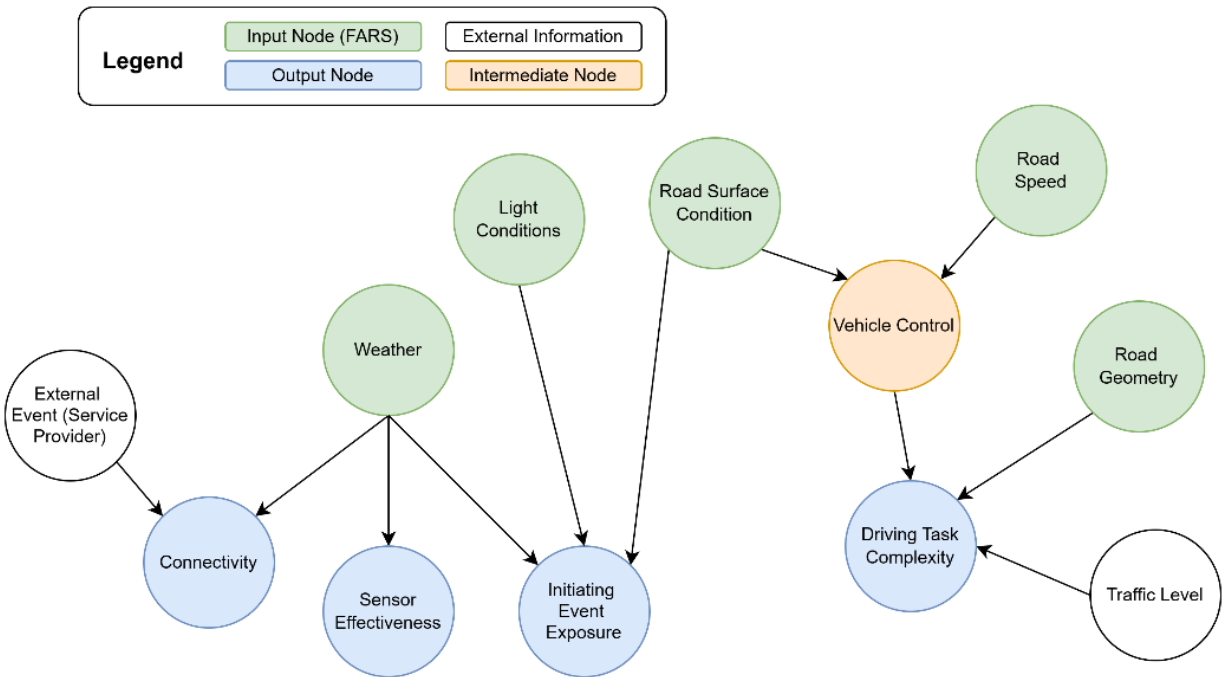 Legend
Input Node (FARS)
External Information
Output Node
Intermediate Node
Road
Speed
Light
Conditions
Road Surface
Condition
Vehicle Control
Weather
Road
Geometry
External
Event (Service
Provider)
Connectivity
Sensor
Effectiveness
Initiating
Event
Exposure
Driving Task
Complexity
Traffic Level